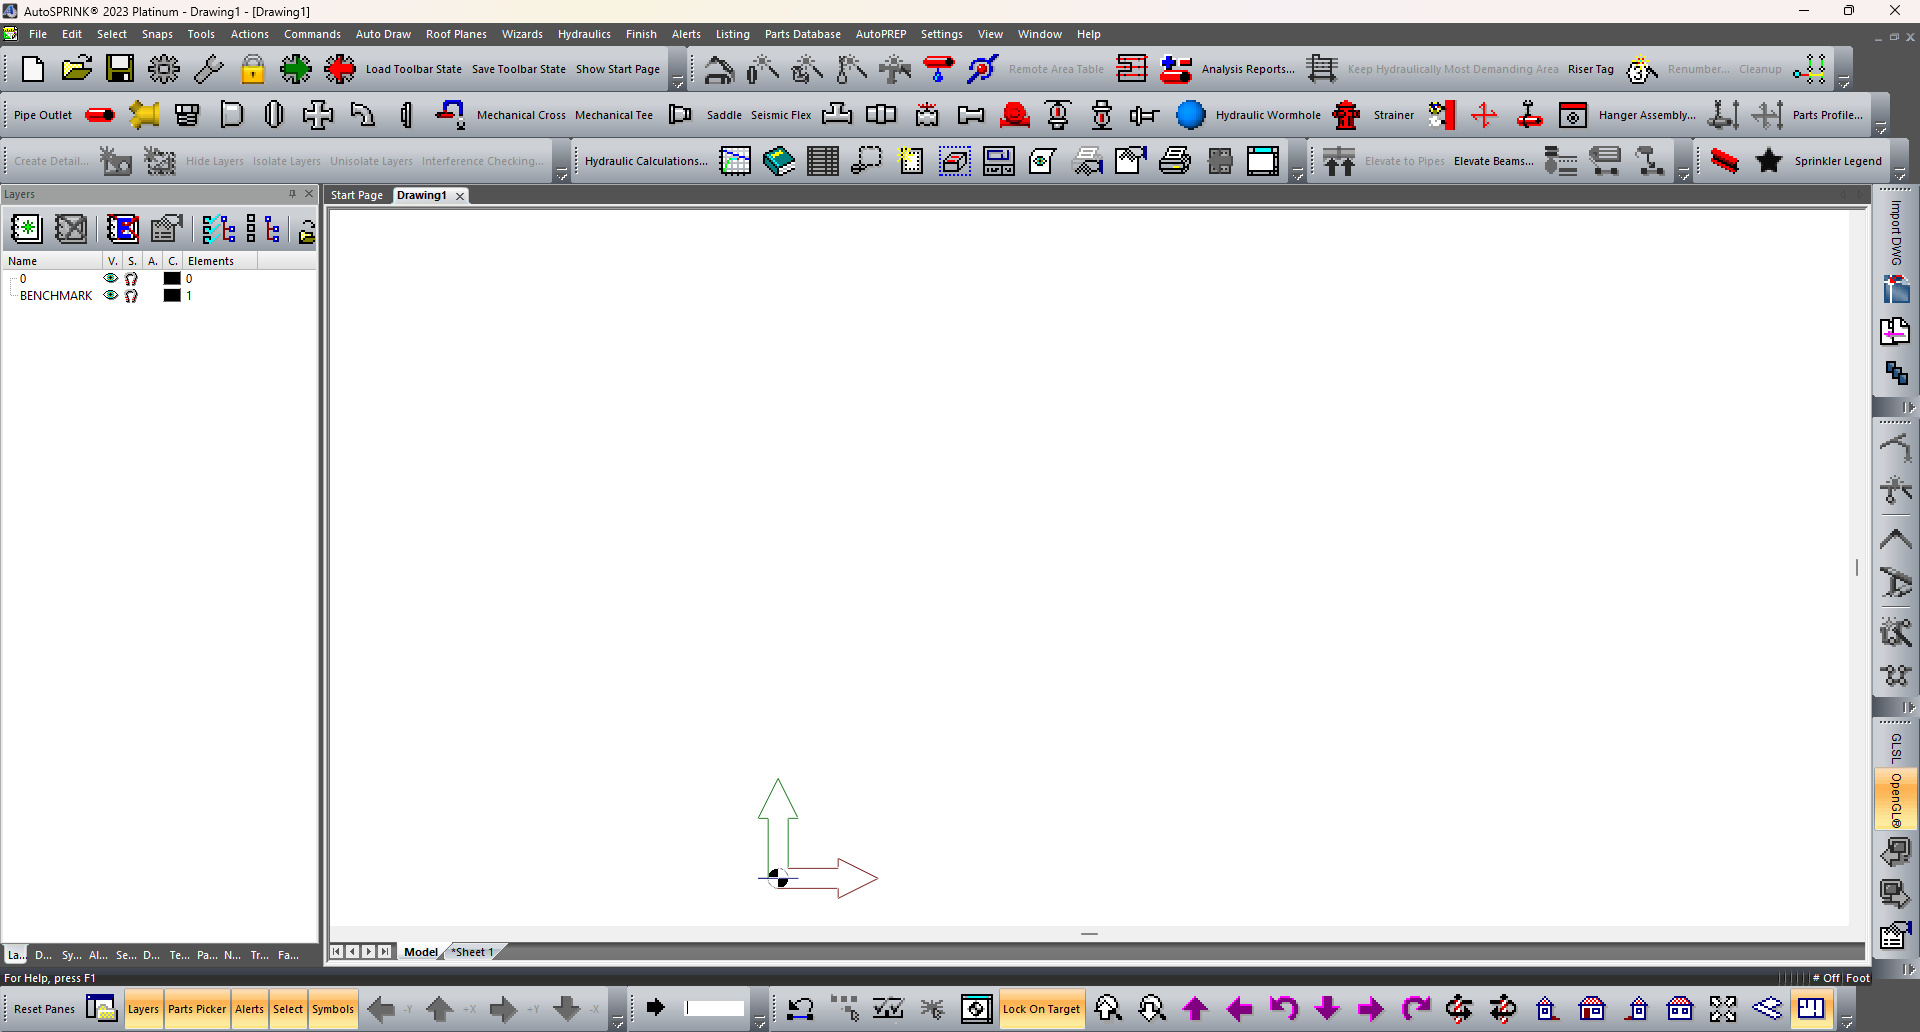 AutoSPRINK® 2023 Platinum - Drawing1 - [Drawing1]
File Edit Select Snaps Tools Actions Commands Auto Draw Roof Planes Wizards Hydraulics Finish Alerts Listing Parts Database AutoPREP Settings View Window Help
Load Toolbar State Save Toolbar State Show Start Page Remote Area Table Analysis Reports... Keep Hydraulically Most Demanding Area Riser Tag Renumber... Cleanup
Pipe Outlet Mechanical Cross Mechanical Tee Saddle Seismic Flex Hydraulic Wormhole Strainer Hanger Assembly... Parts Profile...
Create Detail... Hide Layers Isolate Layers Unisolate Layers Interference Checking... Hydraulic Calculations... Elevate to Pipes Elevate Beams... Sprinkler Legend
Layers
Start Page Drawing1
Import DWG
Name V. S. A. C. Elements
0 0
BENCHMARK 1
GLSL
OpenGL®
Model *Sheet 1
La... D... Sy... Al... Se... D... Te... Pa... N... Tr... Fa...
For Help, press F1
# Off Foot
Reset Panes Layers Parts Picker Alerts Select Symbols -Y +X +Y -X Lock On Target